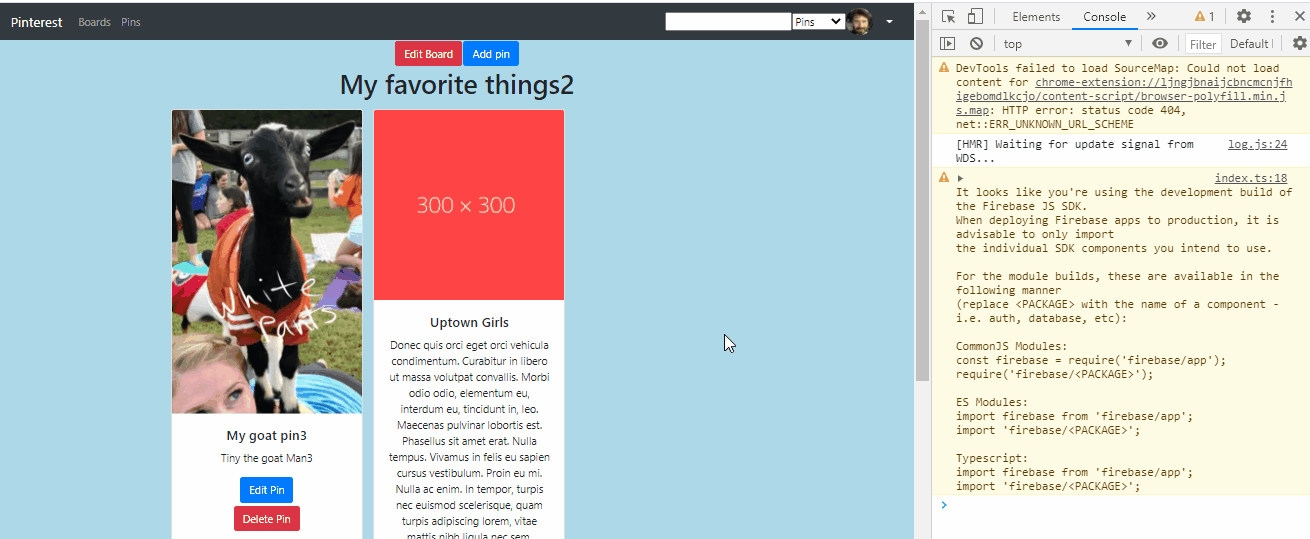 Pinterest Boards Pins Pins
Edit Board Add pin
My favorite things2
White
Pants
My goat pin3
Tiny the goat Man3
Edit Pin
Delete Pin
300 × 300
Uptown Girls
Donec quis orci eget orci vehicula
condimentum. Curabitur in libero
ut massa volutpat convallis. Morbi
odio odio, elementum eu,
interdum eu, tincidunt in, leo.
Maecenas pulvinar lobortis est.
Phasellus sit amet erat. Nulla
tempus. Vivamus in felis eu sapien
cursus vestibulum. Proin eu mi.
Nulla ac enim. In tempor, turpis
nec euismod scelerisque, quam
turpis adipiscing lorem, vitae
mattis nibh ligula nec sem.
Elements Console 1
top Filter Default
DevTools failed to load SourceMap: Could not load
content for chrome-extension://ljngjbnaijcbncmcnjfh
igebomdlkcjo/content-script/browser-polyfill.min.j
s.map: HTTP error: status code 404,
net::ERR_UNKNOWN_URL_SCHEME
[HMR] Waiting for update signal from log.js:24
WDS...
index.ts:18
It looks like you're using the development build of
the Firebase JS SDK.
When deploying Firebase apps to production, it is
advisable to only import
the individual SDK components you intend to use.
For the module builds, these are available in the
following manner
(replace <PACKAGE> with the name of a component -
i.e. auth, database, etc):
CommonJS Modules:
const firebase = require('firebase/app');
require('firebase/<PACKAGE>');
ES Modules:
import firebase from 'firebase/app';
import 'firebase/<PACKAGE>';
Typescript:
import firebase from 'firebase/app';
import 'firebase/<PACKAGE>';